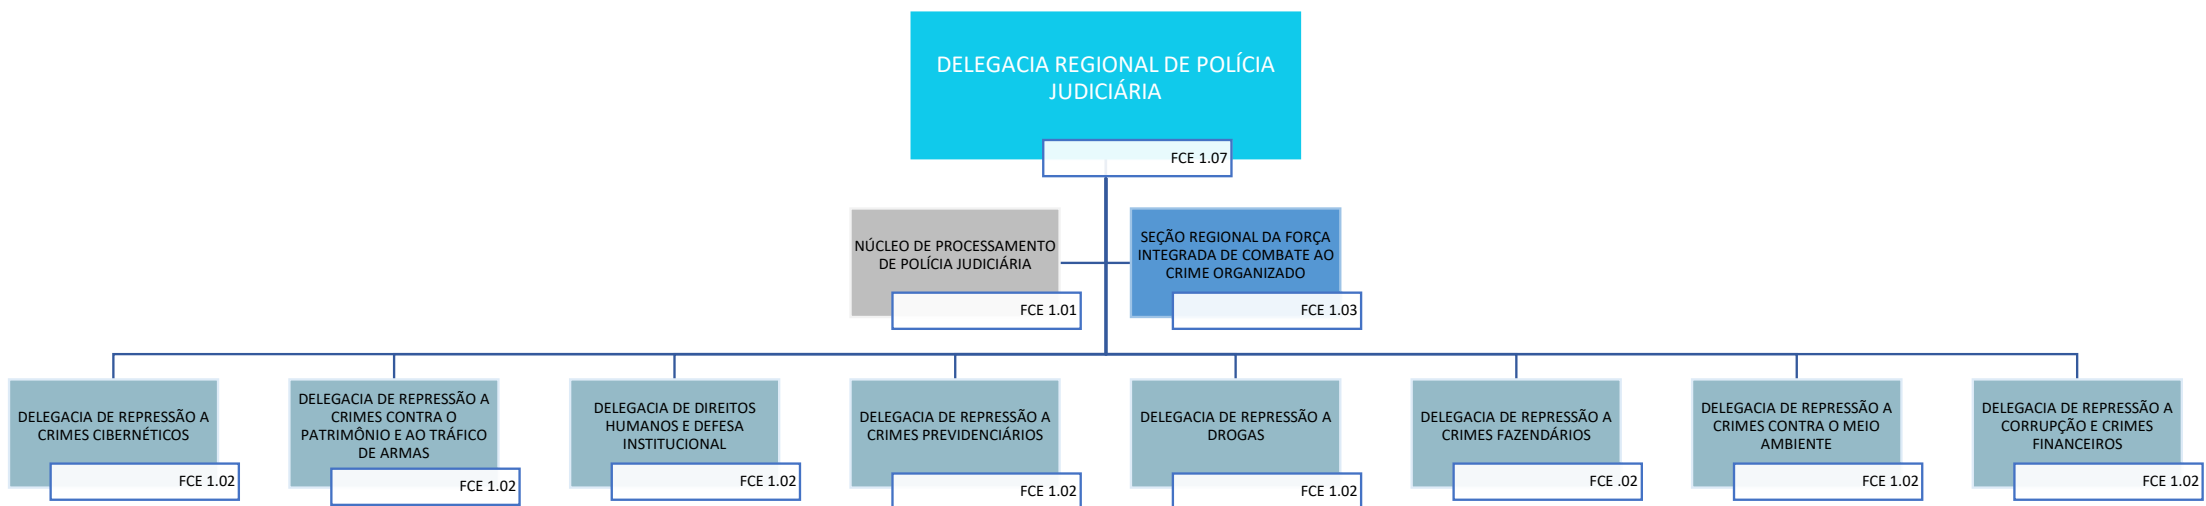 DELEGACIA REGIONAL DE POLÍCIA
JUDICIÁRIA
FCE 1.07
NÚCLEO DE PROCESSAMENTO
DE POLÍCIA JUDICIÁRIA
FCE 1.01
SEÇÃO REGIONAL DA FORÇA
INTEGRADA DE COMBATE AO
CRIME ORGANIZADO
FCE 1.03
DELEGACIA DE REPRESSÃO A
CRIMES CIBERNÉTICOS
FCE 1.02
DELEGACIA DE REPRESSÃO A
CRIMES CONTRA O
PATRIMÔNIO E AO TRÁFICO
DE ARMAS
FCE 1.02
DELEGACIA DE DIREITOS
HUMANOS E DEFESA
INSTITUCIONAL
FCE 1.02
DELEGACIA DE REPRESSÃO A
CRIMES PREVIDENCIÁRIOS
FCE 1.02
DELEGACIA DE REPRESSÃO A
DROGAS
FCE 1.02
DELEGACIA DE REPRESSÃO A
CRIMES FAZENDÁRIOS
FCE .02
DELEGACIA DE REPRESSÃO A
CRIMES CONTRA O MEIO
AMBIENTE
FCE 1.02
DELEGACIA DE REPRESSÃO A
CORRUPÇÃO E CRIMES
FINANCEIROS
FCE 1.02